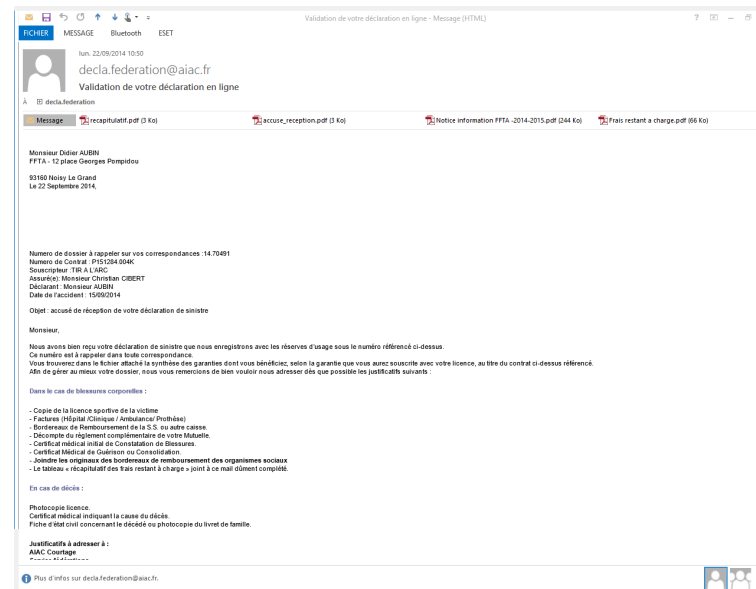 Validation de votre déclaration en ligne - Message (HTML)
FICHIER MESSAGE Bluetooth ESET
lun. 22/09/2014 10:50
decla.federation@aiac.fr
Validation de votre déclaration en ligne
À decla.federation
Message recapitulatif.pdf (3 Ko) accuse_reception.pdf (3 Ko) Notice information FFTA -2014-2015.pdf (244 Ko) Frais restant a charge.pdf (66 Ko)
Monsieur Didier AUBIN
FFTA - 12 place Georges Pompidou
93160 Noisy Le Grand
Le 22 Septembre 2014,
Numero de dossier à rappeler sur vos correspondances :14.70491
Numero de Contrat : P151284.004K
Souscripteur :TIR A L'ARC
Assuré(e): Monsieur Christian CIBERT
Déclarant : Monsieur AUBIN
Date de l'accident : 15/09/2014
Objet : accusé de réception de votre déclaration de sinistre
Monsieur,
Nous avons bien reçu votre déclaration de sinistre que nous enregistrons avec les réserves d'usage sous le numéro référencé ci-dessus.
Ce numéro est à rappeler dans toute correspondance.
Vous trouverez dans le fichier attaché la synthèse des garanties dont vous bénéficiez, selon la garantie que vous aurez souscrite avec votre licence, au titre du contrat ci-dessus référencé.
Afin de gérer au mieux votre dossier, nous vous remercions de bien vouloir nous adresser dès que possible les justificatifs suivants :
Dans le cas de blessures corporelles :
- Copie de la licence sportive de la victime
- Factures (Hôpital /Clinique / Ambulance/ Prothèse)
- Bordereaux de Remboursement de la S.S. ou autre caisse.
- Décompte du règlement complémentaire de votre Mutuelle.
- Certificat médical initial de Constatation de Blessures.
- Certificat Médical de Guérison ou Consolidation.
- Joindre les originaux des bordereaux de remboursement des organismes sociaux
- Le tableau « récapitulatif des frais restant à charge » joint à ce mail dûment complété.
En cas de décès :
Photocopie licence.
Certificat médical indiquant la cause du décès.
Fiche d'état civil concernant le décédé ou photocopie du livret de famille.
Justificatifs à adresser à :
AIAC Courtage
Plus d'infos sur decla.federation@aiac.fr.